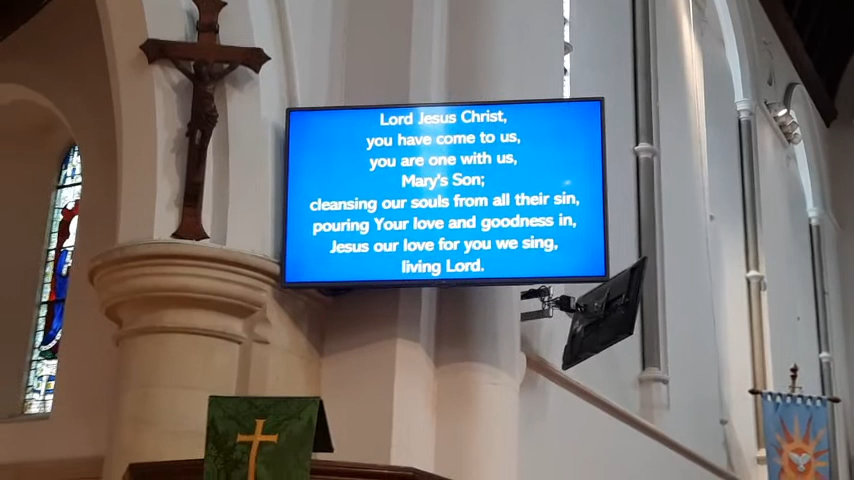 Lord Jesus Christ,
you have come to us,
you are one with us,
Mary's Son;
cleansing our souls from all their sin,
pouring Your love and goodness in,
Jesus our love for you we sing,
living Lord.